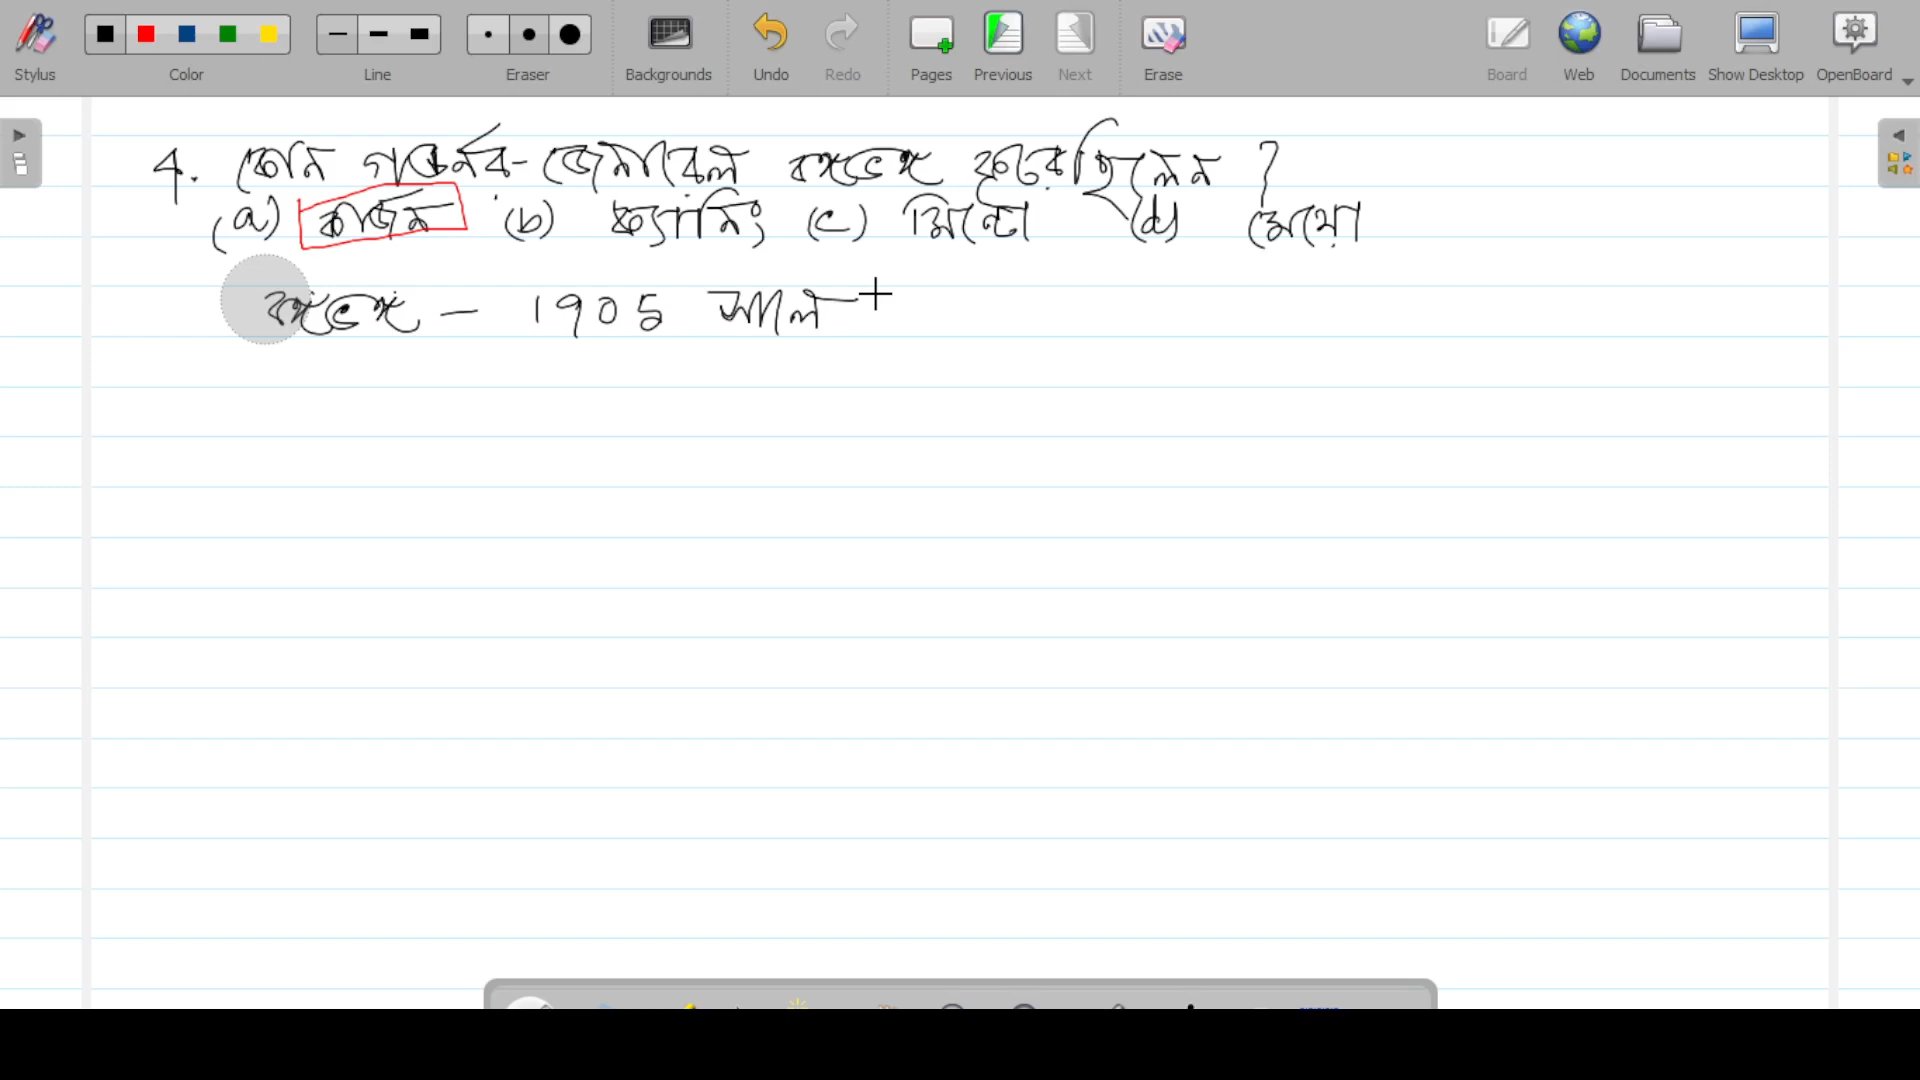 Stylus Color Line Eraser Backgrounds Undo Redo Pages Previous Next Erase Board Web Documents Show Desktop OpenBoard
4. কোন গভর্নর-জেনারেল বঙ্গভঙ্গ করেছিলেন ?
(a) কার্জন (b) ক্যানিং (c) মিন্টো (d) মেয়ো
বঙ্গভঙ্গ - 1905 সাল